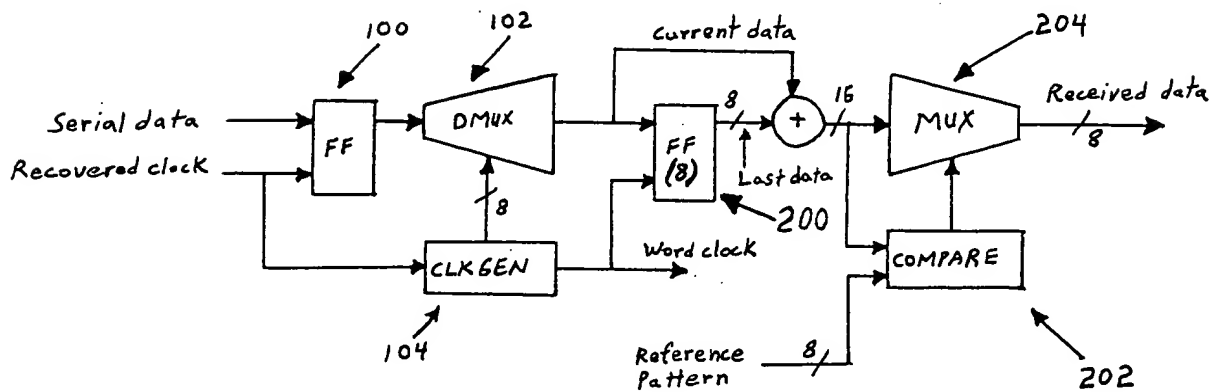 100
102
Current data
204
Serial data
FF
DMUX
8
+
16
MUX
Received data
8
Recovered clock
8
FF
(8)
Last data
200
CLKGEN
Word clock
COMPARE
104
Reference
Pattern
8
202